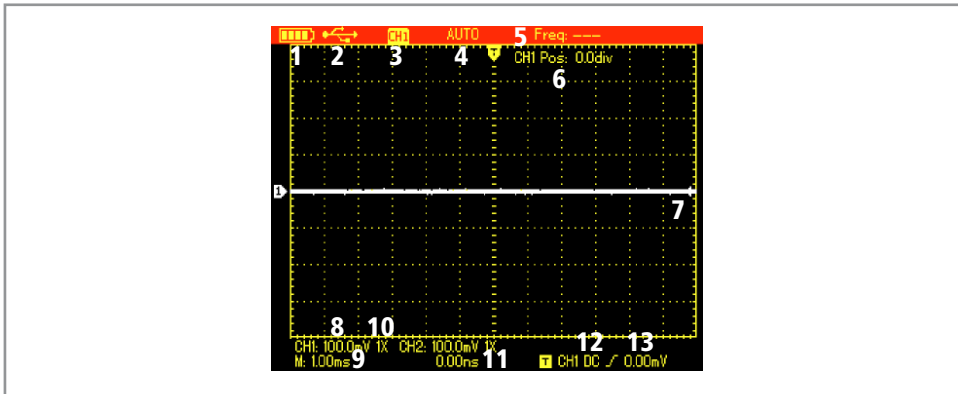 CH1 AUTO 5 Freq: ---
1 2 3 4 T CH1 Pos: 0.0div
6
1
7
8 10 12 13
CH1: 100.0mV 1X CH2: 100.0mV 1X
M: 1.00ms 9 0.00ns 11 T CH1 DC 0.00mV